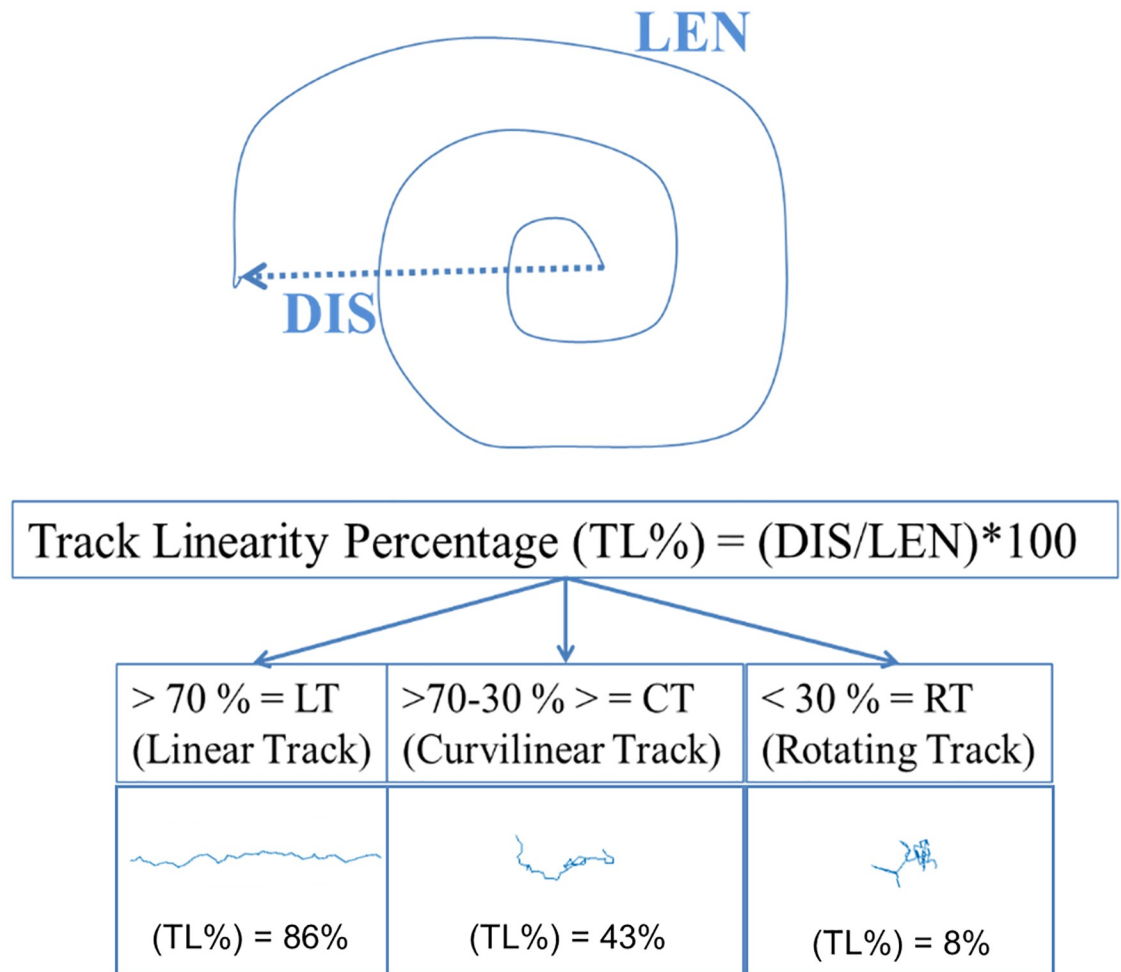 LEN
DIS
Track Linearity Percentage (TL%) = (DIS/LEN)*100
> 70 % = LT
(Linear Track)
>70-30 % > = CT
(Curvilinear Track)
< 30 % = RT
(Rotating Track)
(TL%) = 86%
(TL%) = 43%
(TL%) = 8%